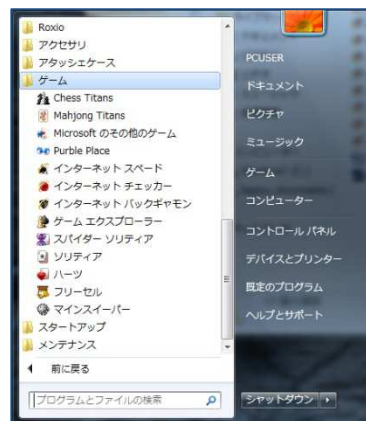 Roxio
アクセサリ
アタッシェケース
ゲーム
Chess Titans
Mahjong Titans
Microsoft のその他のゲーム
Purble Place
インターネット スペード
インターネット チェッカー
インターネット バックギャモン
ゲーム エクスプローラー
スパイダー ソリティア
ソリティア
ハーツ
フリーセル
マインスイーパー
スタートアップ
メンテナンス
前に戻る
プログラムとファイルの検索
PCUSER
ドキュメント
ピクチャ
ミュージック
ゲーム
コンピューター
コントロール パネル
デバイスとプリンター
既定のプログラム
ヘルプとサポート
シャットダウン